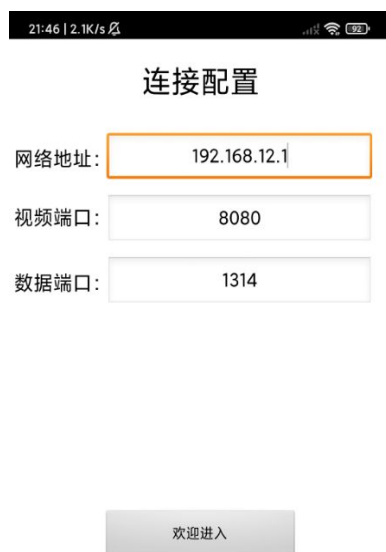 21:46 | 2.1K/s 92
连接配置
网络地址: 192.168.12.1
视频端口: 8080
数据端口: 1314
欢迎进入